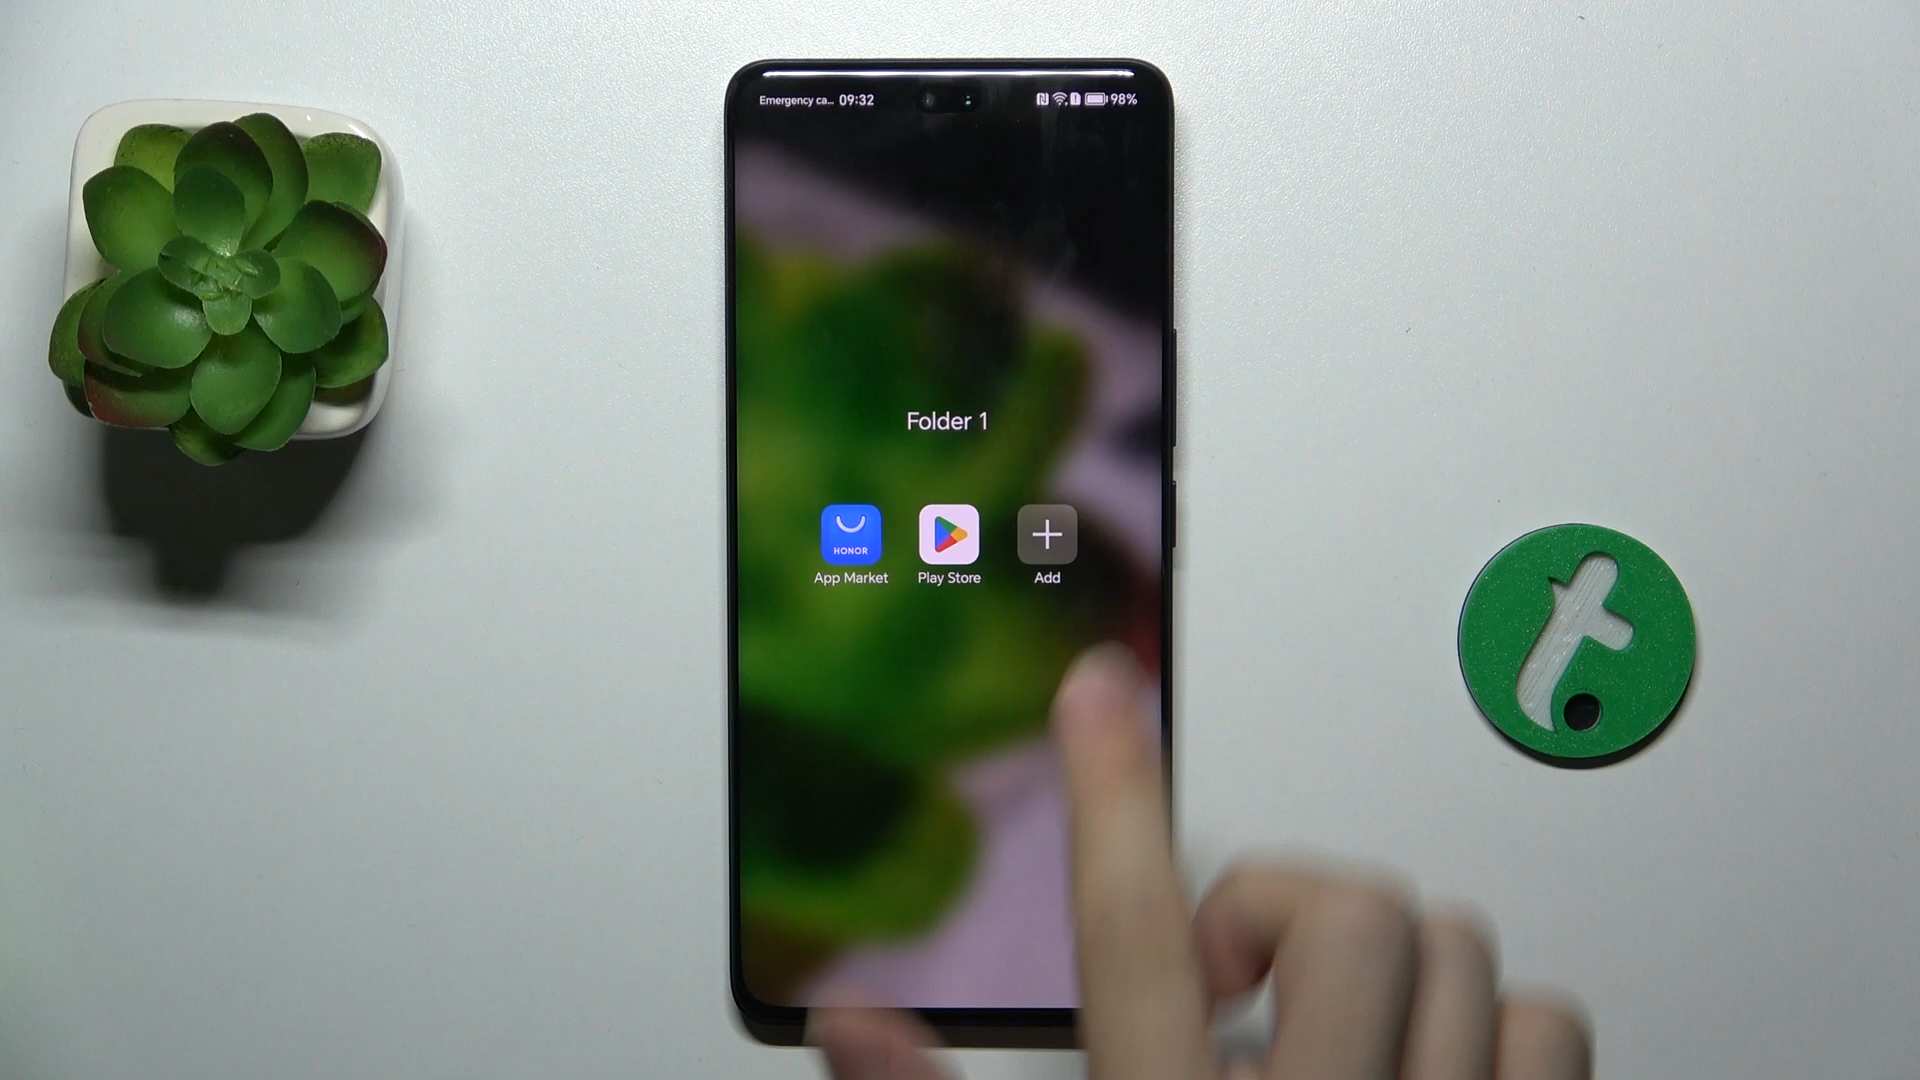 Emergency ca... 09:32
98%
Folder 1
HONOR
App Market
Play Store
Add